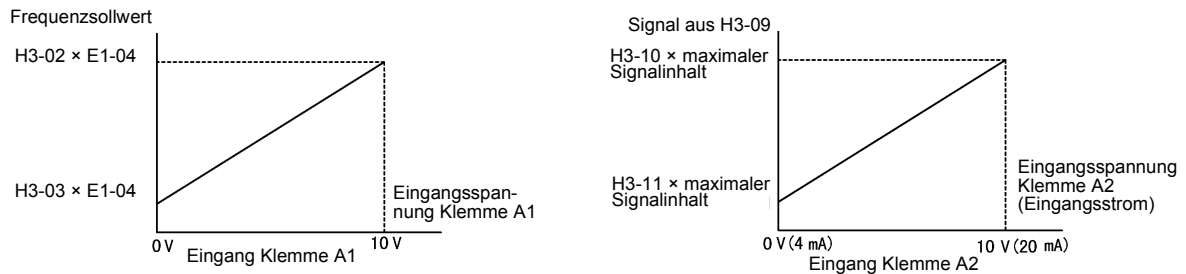 Frequenzsollwert
H3-02 × E1-04
H3-03 × E1-04
Eingangsspan-
nung Klemme A1
0 V
10 V
Eingang Klemme A1
Signal aus H3-09
H3-10 × maximaler
Signalinhalt
H3-11 × maximaler
Signalinhalt
Eingangsspannung
Klemme A2
(Eingangsstrom)
0 V (4 mA)
10 V (20 mA)
Eingang Klemme A2